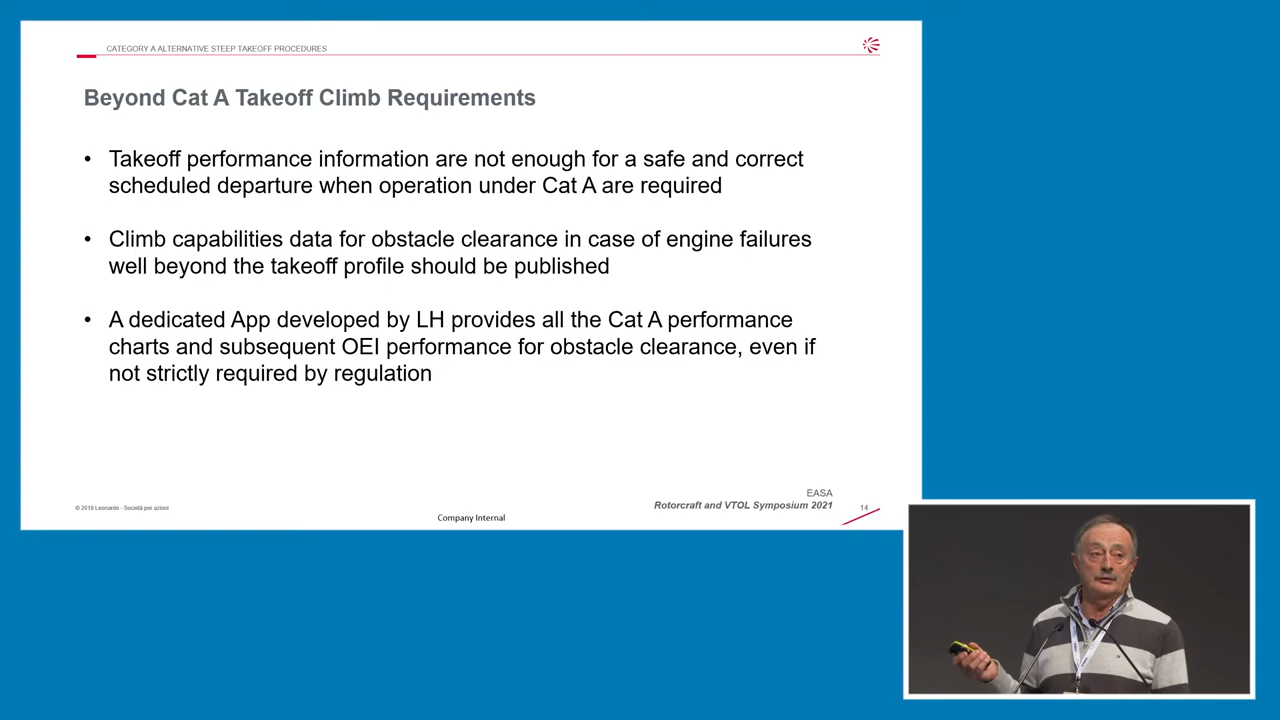 CATEGORY A ALTERNATIVE STEEP TAKEOFF PROCEDURES
Beyond Cat A Takeoff Climb Requirements
• Takeoff performance information are not enough for a safe and correct
scheduled departure when operation under Cat A are required
• Climb capabilities data for obstacle clearance in case of engine failures
well beyond the takeoff profile should be published
• A dedicated App developed by LH provides all the Cat A performance
charts and subsequent OEI performance for obstacle clearance, even if
not strictly required by regulation
EASA
Rotorcraft and VTOL Symposium 2021
© 2019 Leonardo - Società per azioni
14
Company Internal